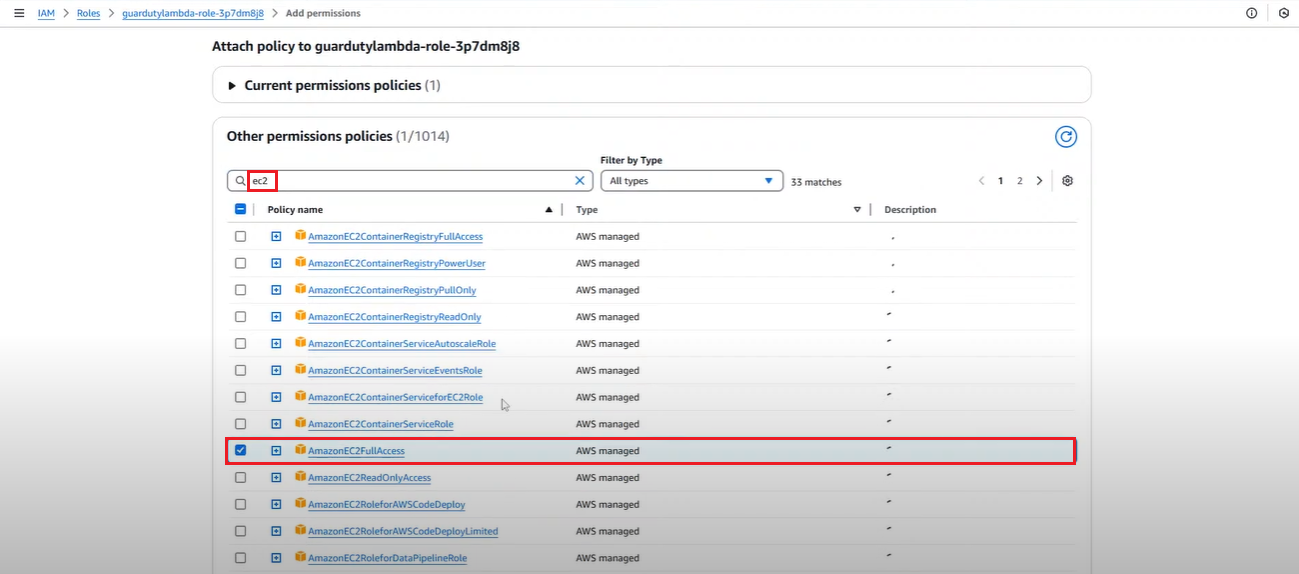 IAM > Roles > guardutylambda-role-3p7dm8j8 > Add permissions
Attach policy to guardutylambda-role-3p7dm8j8
Current permissions policies (1)
Other permissions policies (1/1014)
Filter by Type
ec2 All types 33 matches 1 2
Policy name Type Description
AmazonEC2ContainerRegistryFullAccess AWS managed
AmazonEC2ContainerRegistryPowerUser AWS managed
AmazonEC2ContainerRegistryPullOnly AWS managed
AmazonEC2ContainerRegistryReadOnly AWS managed
AmazonEC2ContainerServiceAutoscaleRole AWS managed
AmazonEC2ContainerServiceEventsRole AWS managed
AmazonEC2ContainerServiceforEC2Role AWS managed
AmazonEC2ContainerServiceRole AWS managed
AmazonEC2FullAccess AWS managed
AmazonEC2ReadOnlyAccess AWS managed
AmazonEC2RoleforAWSCodeDeploy AWS managed
AmazonEC2RoleforAWSCodeDeployLimited AWS managed
AmazonEC2RoleforDataPipelineRole AWS managed